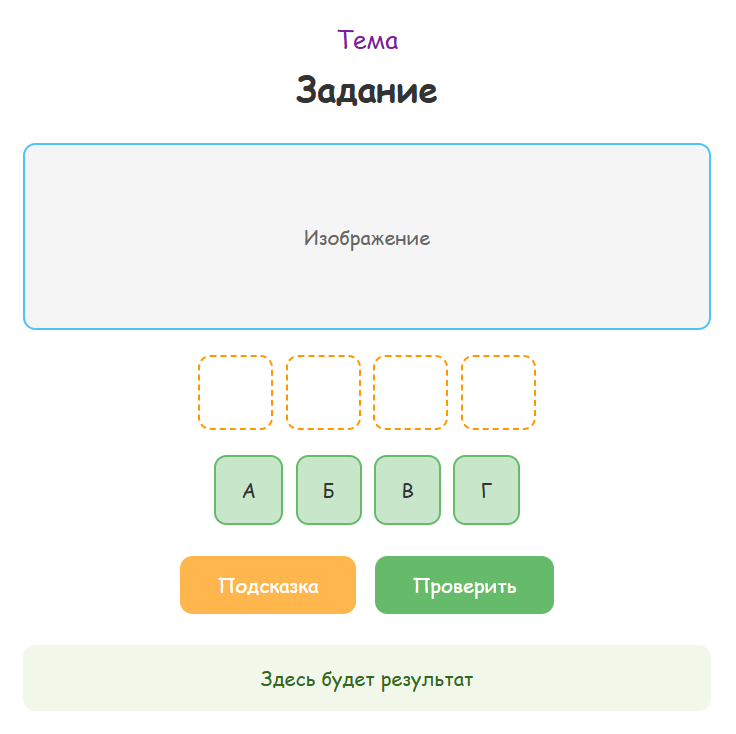 Тема
Задание
Изображение
А Б В Г
Подсказка Проверить
Здесь будет результат